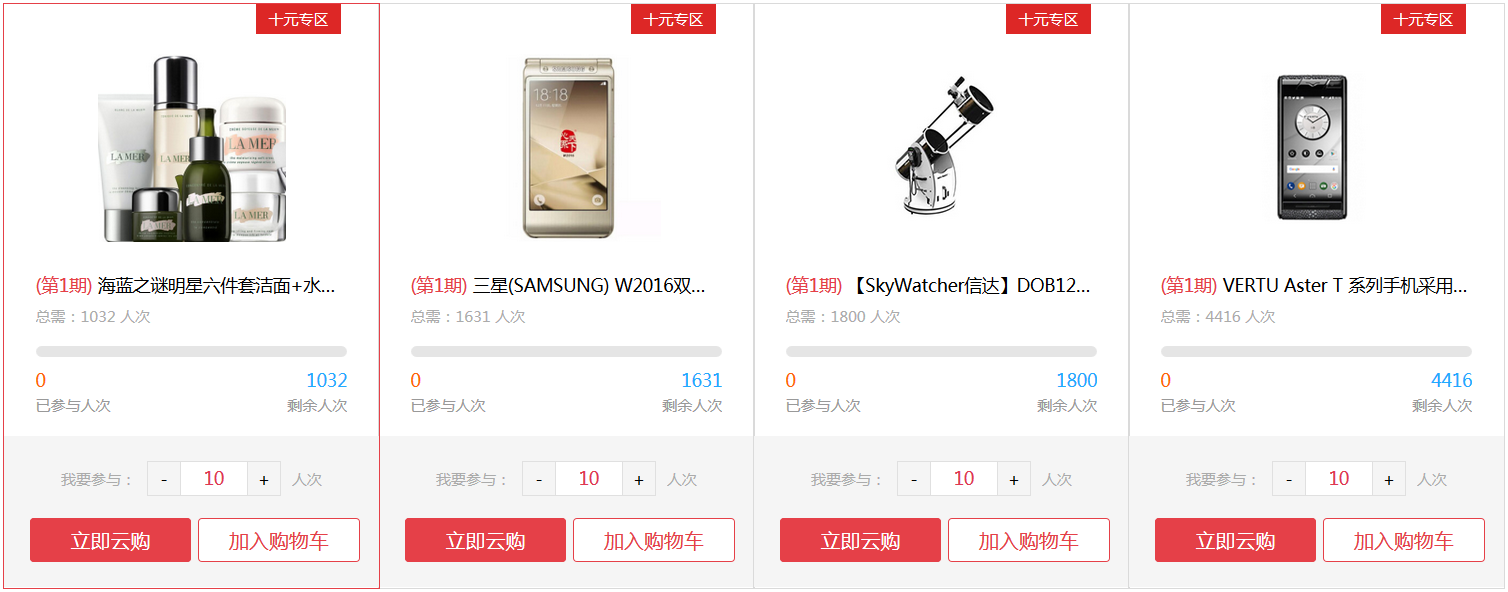 十元专区
LA MER
LA MER
LA MER
LA MER
LA MER
LA MER
(第1期) 海蓝之谜明星六件套洁面+水...
总需：1032 人次
0
1032
已参与人次
剩余人次
我要参与：
- 10 +
人次
立即云购
加入购物车
十元专区
18:18
(第1期) 三星(SAMSUNG) W2016双...
总需：1631 人次
0
1631
已参与人次
剩余人次
我要参与：
- 10 +
人次
立即云购
加入购物车
十元专区
(第1期) 【SkyWatcher信达】DOB12...
总需：1800 人次
0
1800
已参与人次
剩余人次
我要参与：
- 10 +
人次
立即云购
加入购物车
十元专区
(第1期) VERTU Aster T 系列手机采用...
总需：4416 人次
0
4416
已参与人次
剩余人次
我要参与：
- 10 +
人次
立即云购
加入购物车